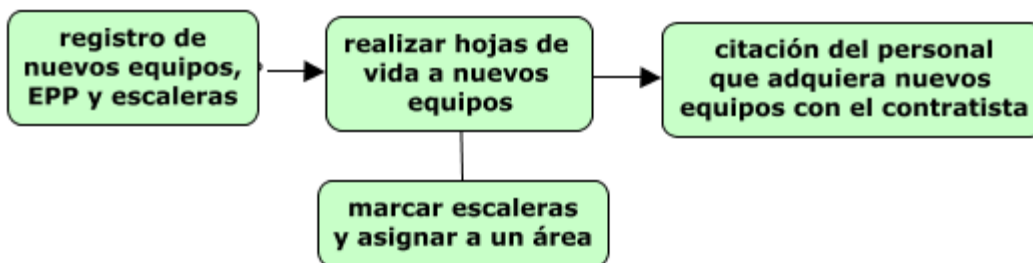 registro de
nuevos equipos,
EPP y escaleras
realizar hojas de
vida a nuevos
equipos
citación del personal
que adquiera nuevos
equipos con el contratista
marcar escaleras
y asignar a un área